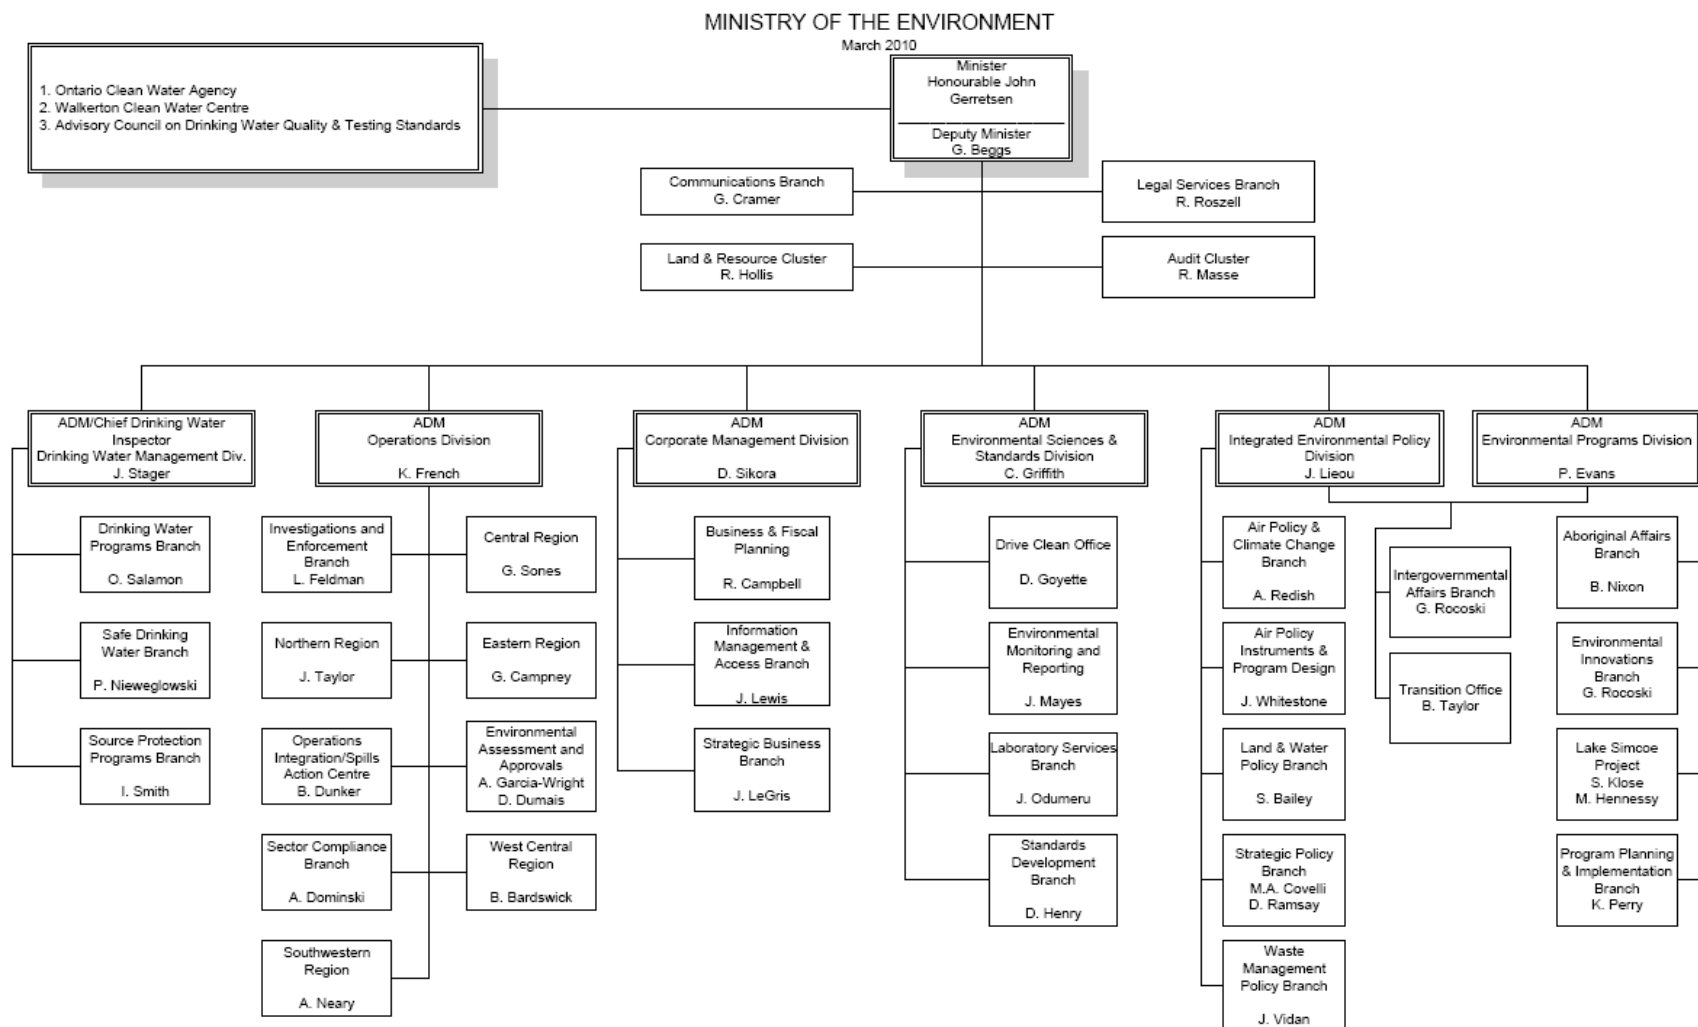 MINISTRY OF THE ENVIRONMENT
March 2010
1. Ontario Clean Water Agency
2. Walkerton Clean Water Centre
3. Advisory Council on Drinking Water Quality & Testing Standards
Minister
Honourable John
Gerretsen
Deputy Minister
G. Beggs
Communications Branch
G. Cramer
Legal Services Branch
R. Roszell
Land & Resource Cluster
R. Hollis
Audit Cluster
R. Masse
ADM/Chief Drinking Water
Inspector
Drinking Water Management Div.
J. Stager
ADM
Operations Division
K. French
ADM
Corporate Management Division
D. Sikora
ADM
Environmental Sciences &
Standards Division
C. Griffith
ADM
Integrated Environmental Policy
Division
J. Lieou
ADM
Environmental Programs Division
P. Evans
Drinking Water
Programs Branch
O. Salamon
Safe Drinking
Water Branch
P. Nieweglowski
Source Protection
Programs Branch
I. Smith
Investigations and
Enforcement
Branch
L. Feldman
Northern Region
J. Taylor
Operations
Integration/Spills
Action Centre
B. Dunker
Sector Compliance
Branch
A. Dominski
Southwestern
Region
A. Neary
Central Region
G. Sones
Eastern Region
G. Campney
Environmental
Assessment and
Approvals
A. Garcia-Wright
D. Dumais
West Central
Region
B. Bardswick
Business & Fiscal
Planning
R. Campbell
Information
Management &
Access Branch
J. Lewis
Strategic Business
Branch
J. LeGris
Drive Clean Office
D. Goyette
Environmental
Monitoring and
Reporting
J. Mayes
Laboratory Services
Branch
J. Odumeru
Standards
Development
Branch
D. Henry
Air Policy &
Climate Change
Branch
A. Redish
Air Policy
Instruments &
Program Design
J. Whitestone
Land & Water
Policy Branch
S. Bailey
Strategic Policy
Branch
M.A. Covelli
D. Ramsay
Waste
Management
Policy Branch
J. Vidan
Intergovernmental
Affairs Branch
G. Rocoski
Transition Office
B. Taylor
Aboriginal Affairs
Branch
B. Nixon
Environmental
Innovations
Branch
G. Rocoski
Lake Simcoe
Project
S. Klose
M. Hennessy
Program Planning
& Implementation
Branch
K. Perry